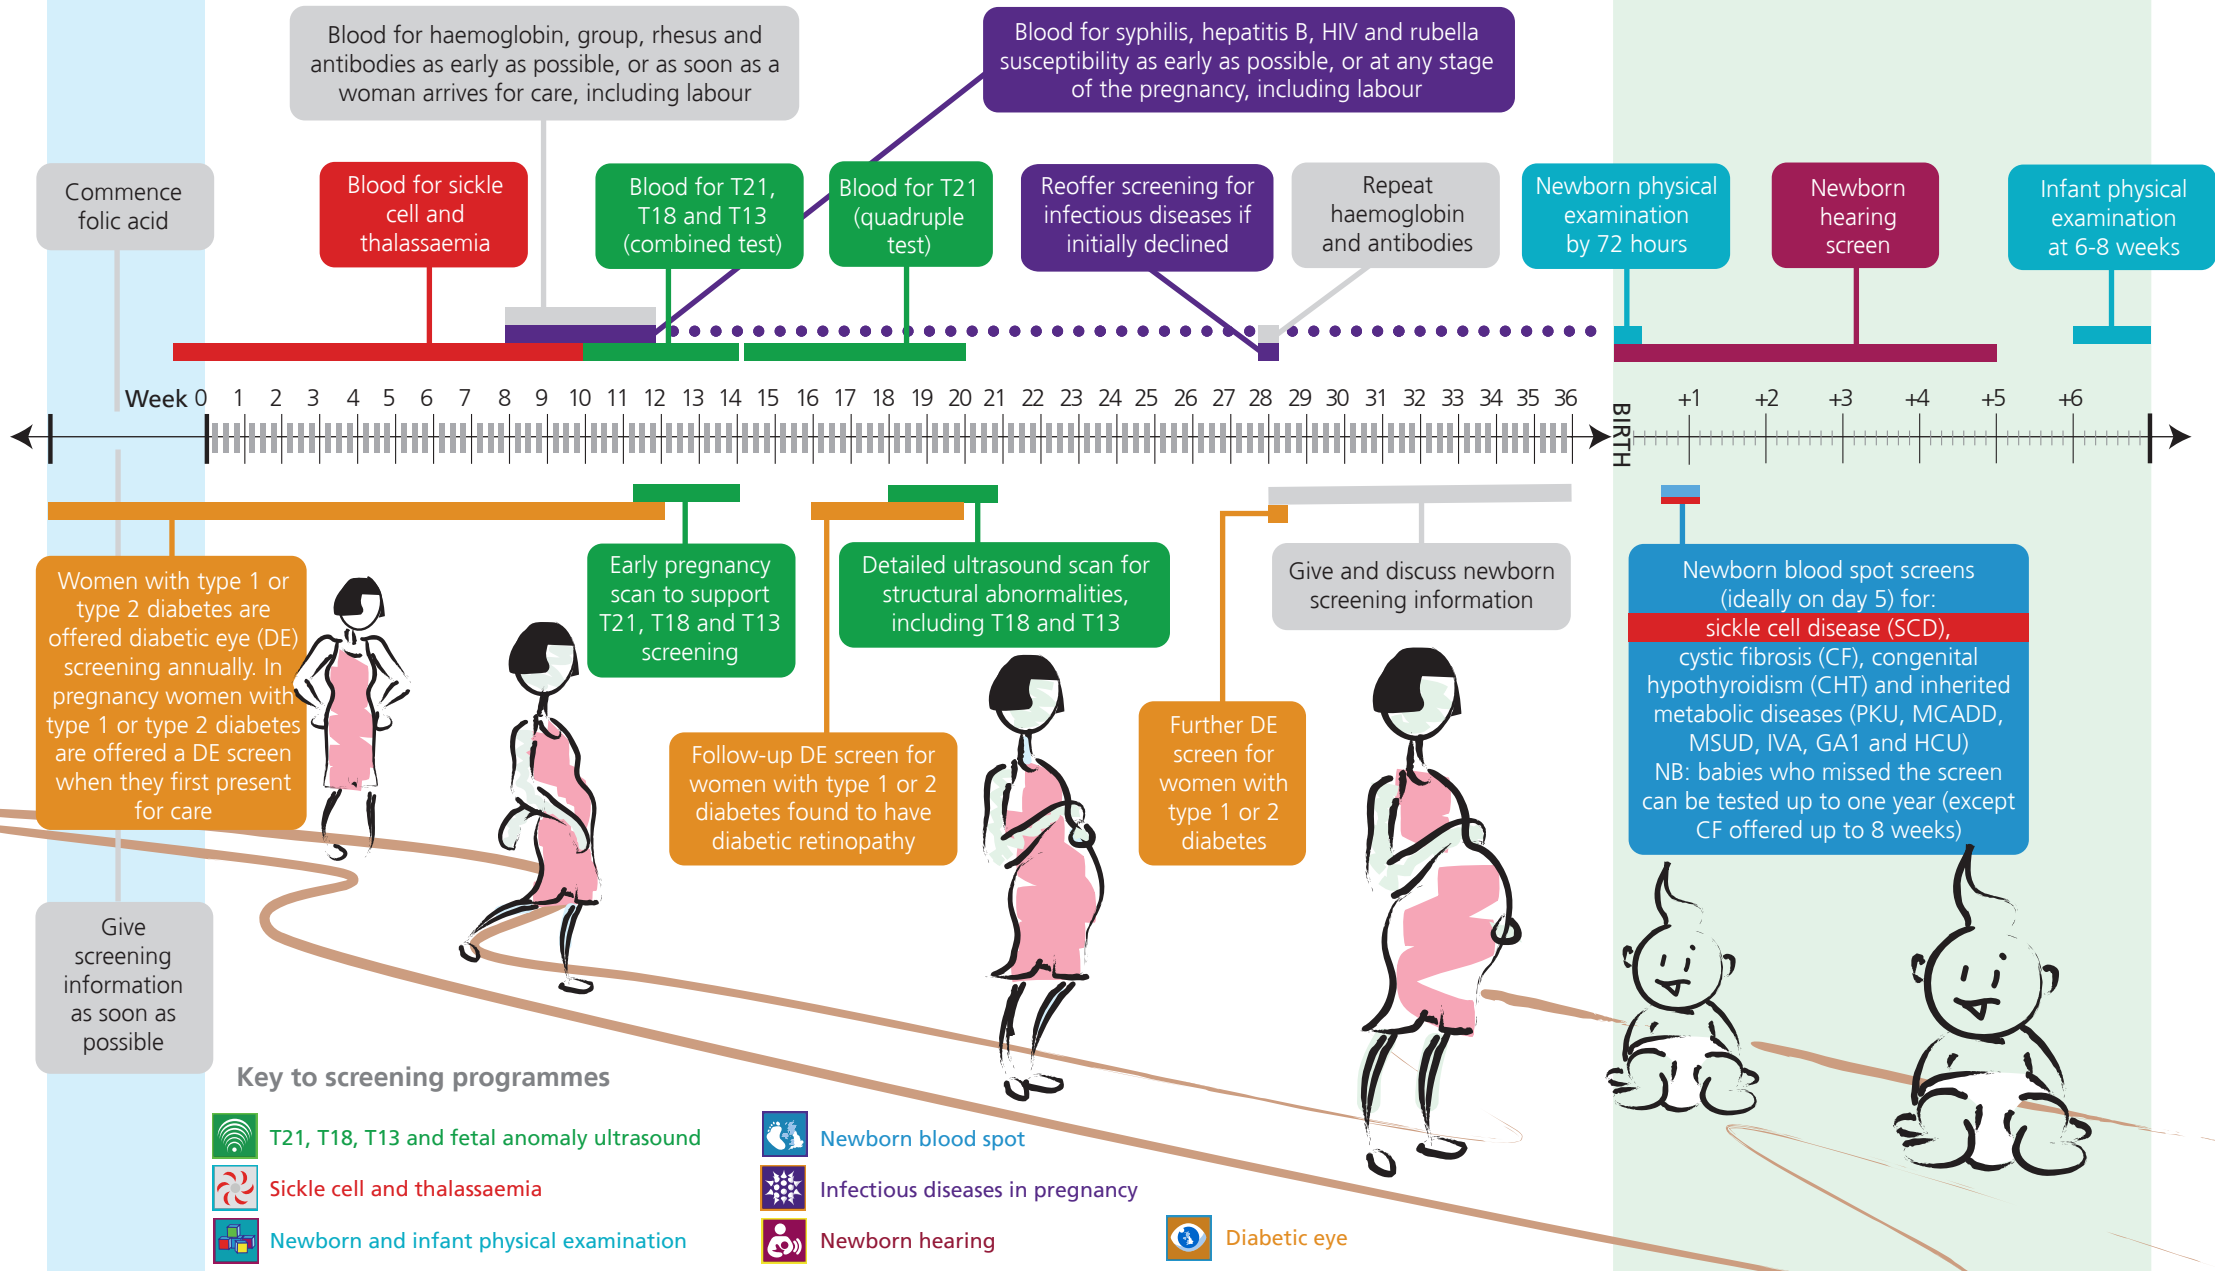 Blood for haemoglobin, group, rhesus and
antibodies as early as possible, or as soon as a
woman arrives for care, including labour
Blood for syphilis, hepatitis B, HIV and rubella
susceptibility as early as possible, or at any stage
of the pregnancy, including labour
Commence
folic acid
Blood for sickle
cell and
thalassaemia
Blood for T21,
T18 and T13
(combined test)
Blood for T21
(quadruple
test)
Reoffer screening for
infectious diseases if
initially declined
Repeat
haemoglobin
and antibodies
Newborn physical
examination
by 72 hours
Newborn
hearing
screen
Infant physical
examination
at 6-8 weeks
Week 0 1 2 3 4 5 6 7 8 9 10 11 12 13 14 15 16 17 18 19 20 21 22 23 24 25 26 27 28 29 30 31 32 33 34 35 36
BIRTH
+1 +2 +3 +4 +5 +6
Women with type 1 or
type 2 diabetes are
offered diabetic eye (DE)
screening annually. In
pregnancy women with
type 1 or type 2 diabetes
are offered a DE screen
when they first present
for care
Early pregnancy
scan to support
T21, T18 and T13
screening
Detailed ultrasound scan for
structural abnormalities,
including T18 and T13
Give and discuss newborn
screening information
Newborn blood spot screens
(ideally on day 5) for:
sickle cell disease (SCD),
cystic fibrosis (CF), congenital
hypothyroidism (CHT) and inherited
metabolic diseases (PKU, MCADD,
MSUD, IVA, GA1 and HCU)
NB: babies who missed the screen
can be tested up to one year (except
CF offered up to 8 weeks)
Follow-up DE screen for
women with type 1 or 2
diabetes found to have
diabetic retinopathy
Further DE
screen for
women with
type 1 or 2
diabetes
Give
screening
information
as soon as
possible
Key to screening programmes
T21, T18, T13 and fetal anomaly ultrasound
Sickle cell and thalassaemia
Newborn and infant physical examination
Newborn blood spot
Infectious diseases in pregnancy
Newborn hearing
Diabetic eye